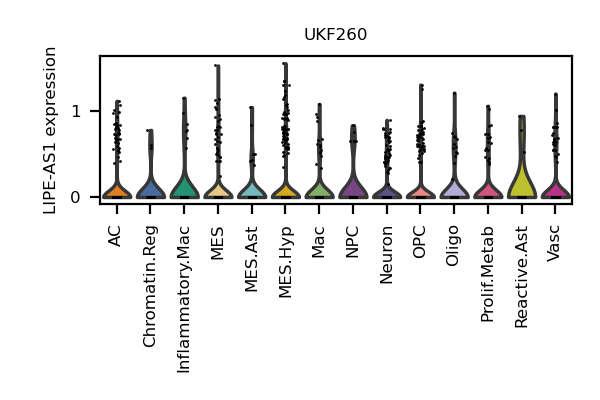 UKF260
LIPE-AS1 expression
1
0
AC
Chromatin.Reg
Inflammatory.Mac
MES
MES.Ast
MES.Hyp
Mac
NPC
Neuron
OPC
Oligo
Prolif.Metab
Reactive.Ast
Vasc